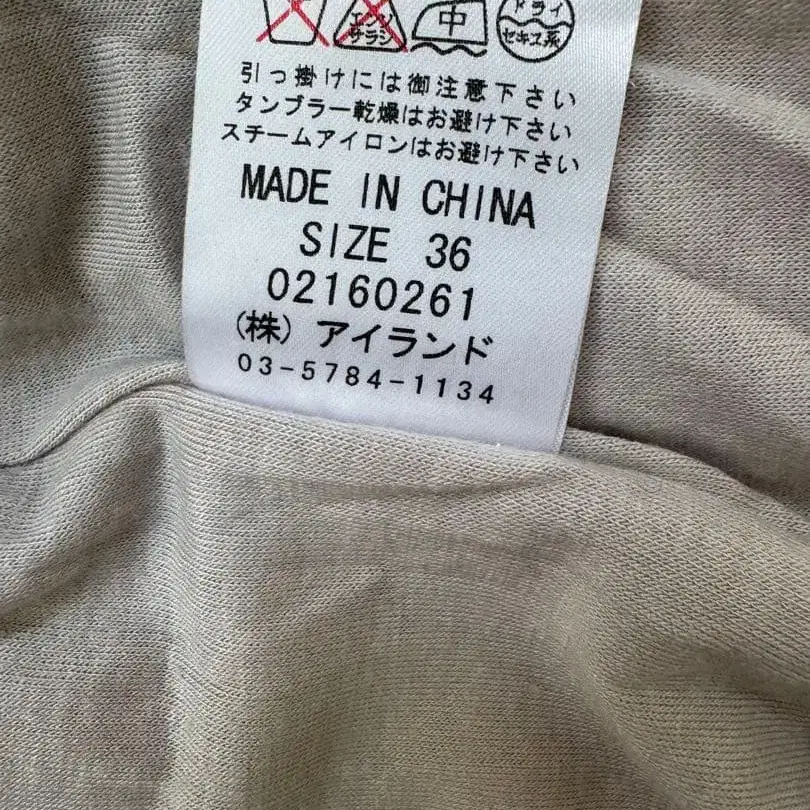 エンソ
サラシ
中
ドライ
セキユ系
引っ掛けには御注意下さい
タンブラー乾燥はお避け下さい
スチームアイロンはお避け下さい
MADE IN CHINA
SIZE 36
02160261
(株) アイランド
03-5784-1134